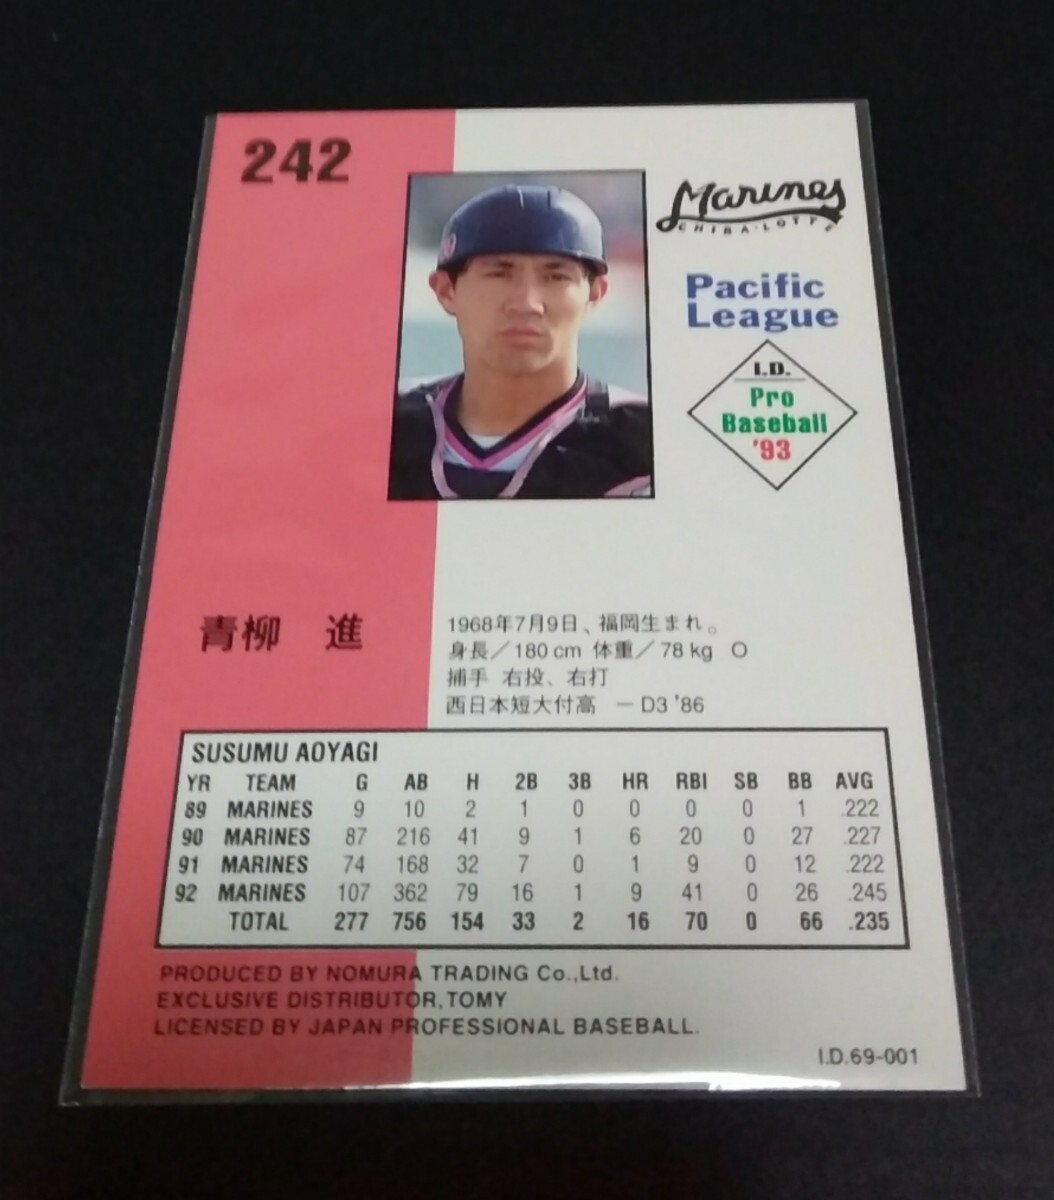 242
Marines
CHIBA·LOTTE
Pacific
League
I.D.
Pro
Baseball
'93
青柳 進
1968年7月9日、福岡生まれ。
身長/180cm 体重/78kg O
捕手 右投、右打
西日本短大付高 －D3 '86
SUSUMU AOYAGI
YR TEAM G AB H 2B 3B HR RBI SB BB AVG
89 MARINES 9 10 2 1 0 0 0 0 1 .222
90 MARINES 87 216 41 9 1 6 20 0 27 .227
91 MARINES 74 168 32 7 0 1 9 0 12 .222
92 MARINES 107 362 79 16 1 9 41 0 26 .245
TOTAL 277 756 154 33 2 16 70 0 66 .235
PRODUCED BY NOMURA TRADING Co.,Ltd.
EXCLUSIVE DISTRIBUTOR,TOMY
LICENSED BY JAPAN PROFESSIONAL BASEBALL.
I.D.69-001